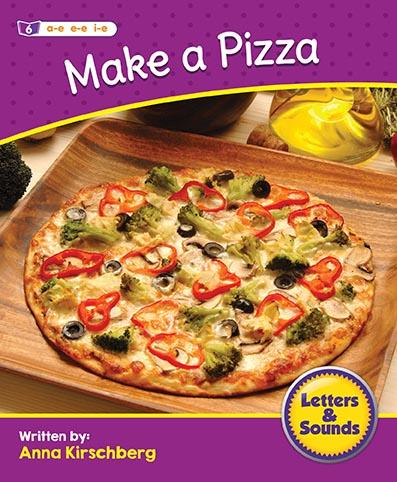 6 a-e e-e i-e
Make a Pizza
Letters
&
Sounds
Written by:
Anna Kirschberg